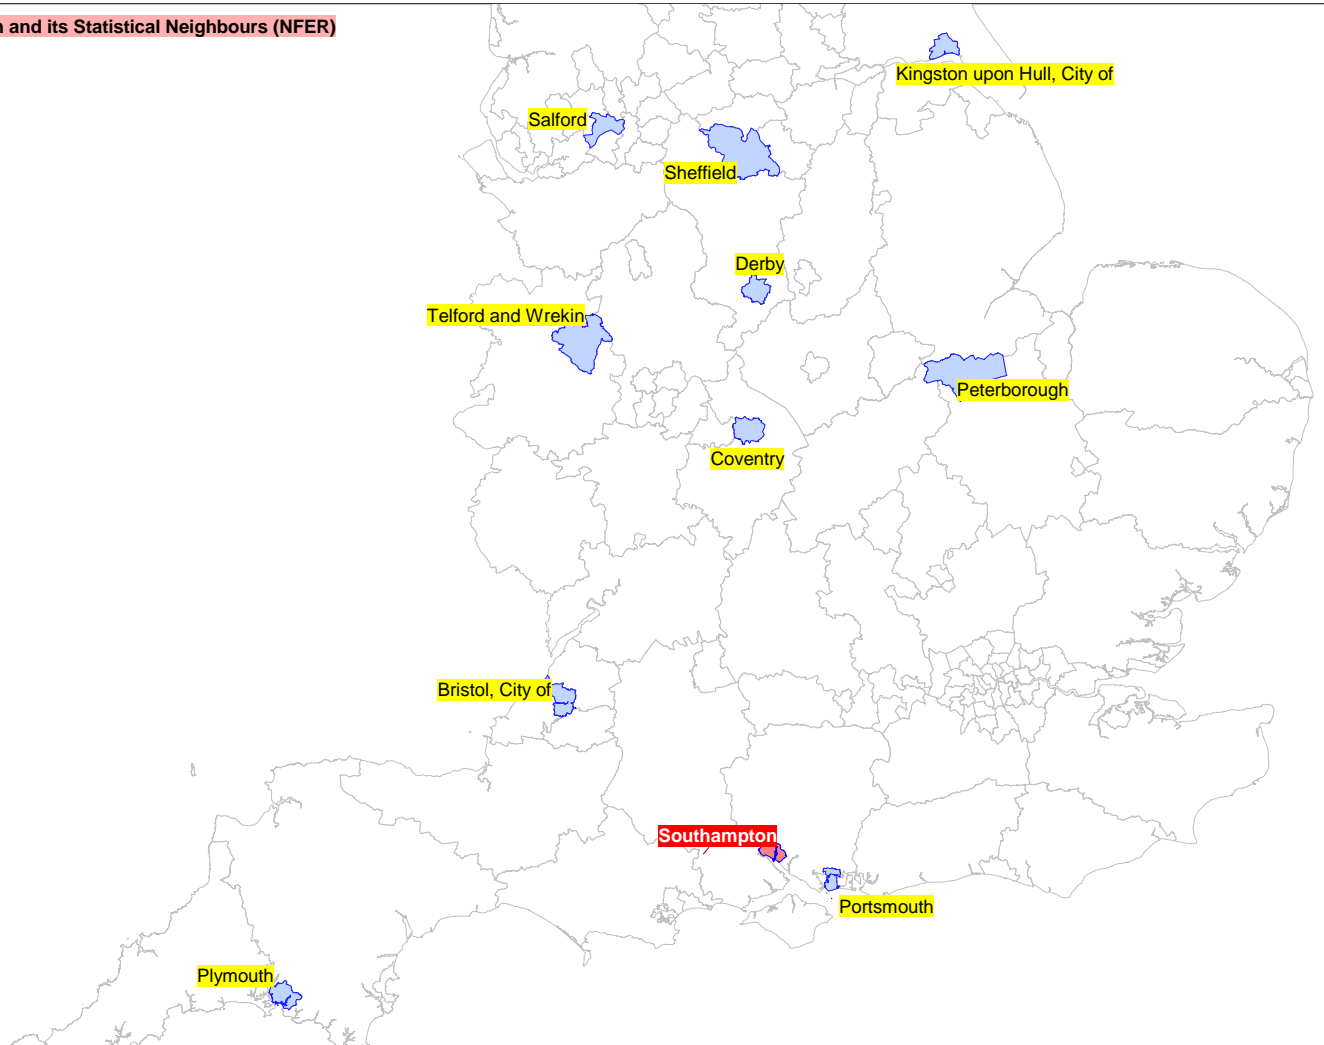 and its Statistical Neighbours (NFER)
Kingston upon Hull, City of
Salford
Sheffield
Derby
Telford and Wrekin
Peterborough
Coventry
Bristol, City of
Southampton
Portsmouth
Plymouth